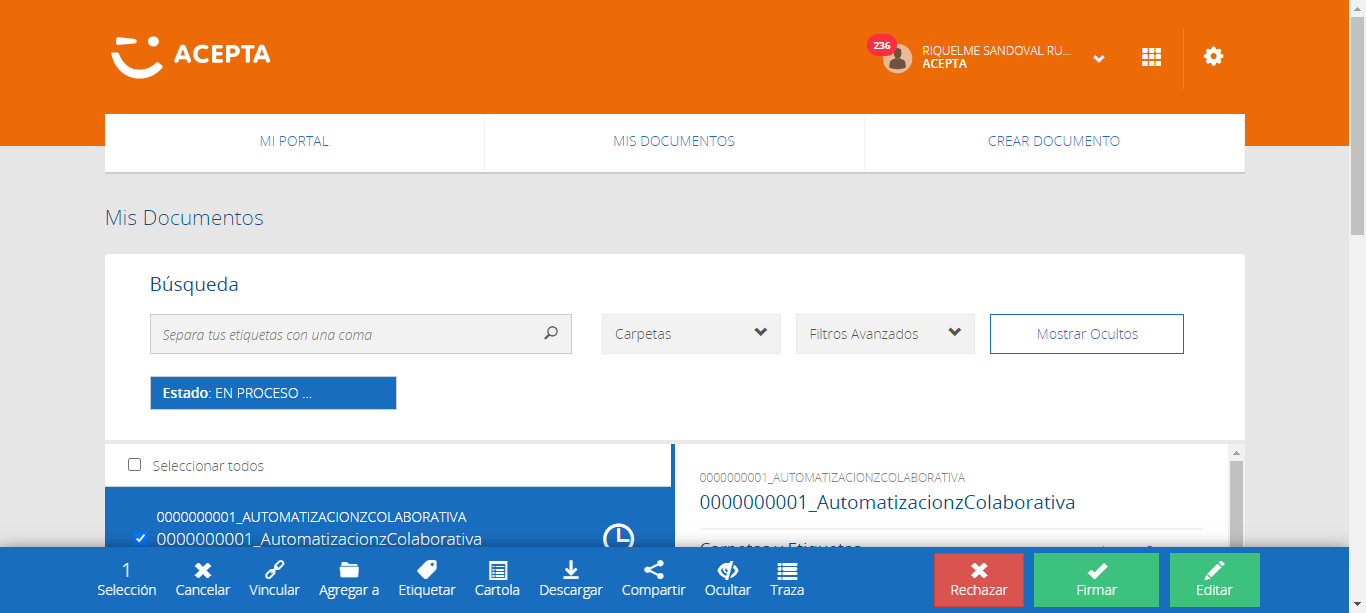 ACEPTA
236
RIQUELME SANDOVAL RU...
ACEPTA
MI PORTAL
MIS DOCUMENTOS
CREAR DOCUMENTO
Mis Documentos
Búsqueda
Separa tus etiquetas con una coma
Carpetas
Filtros Avanzados
Mostrar Ocultos
Estado: EN PROCESO ...
Seleccionar todos
0000000001_AUTOMATIZACIONZCOLABORATIVA
0000000001_AutomatizacionzColaborativa
0000000001_AUTOMATIZACIONZCOLABORATIVA
0000000001_AutomatizacionzColaborativa
Carpetas y Etiquetas
1
Selección
Cancelar
Vincular
Agregar a
Etiquetar
Cartola
Descargar
Compartir
Ocultar
Traza
Rechazar
Firmar
Editar